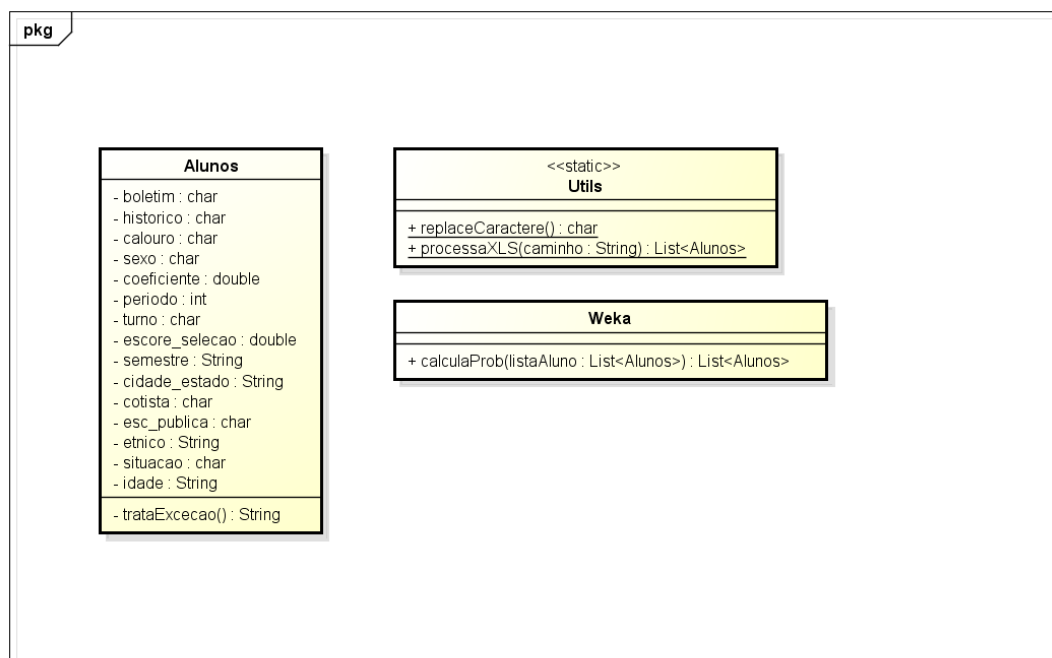 pkg
Alunos
- boletim : char
- historico : char
- calouro : char
- sexo : char
- coeficiente : double
- periodo : int
- turno : char
- escore_selecao : double
- semestre : String
- cidade_estado : String
- cotista : char
- esc_publica : char
- etnico : String
- situacao : char
- idade : String
- trataExcecao() : String
<<static>>
Utils
+ replaceCaractere() : char
+ processaXLS(caminho : String) : List<Alunos>
Weka
+ calculaProb(listaAluno : List<Alunos>) : List<Alunos>